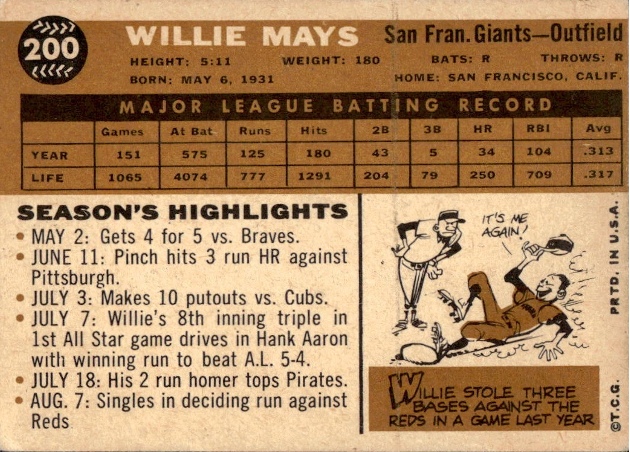 200
WILLIE MAYS San Fran. Giants—Outfield
HEIGHT: 5:11 WEIGHT: 180 BATS: R THROWS: R
BORN: MAY 6, 1931 HOME: SAN FRANCISCO, CALIF.
MAJOR LEAGUE BATTING RECORD
Games At Bat Runs Hits 2B 3B HR RBI Avg
YEAR 151 575 125 180 43 5 34 104 .313
LIFE 1065 4074 777 1291 204 79 250 709 .317
SEASON'S HIGHLIGHTS
• MAY 2: Gets 4 for 5 vs. Braves.
• JUNE 11: Pinch hits 3 run HR against
Pittsburgh.
• JULY 3: Makes 10 putouts vs. Cubs.
• JULY 7: Willie's 8th inning triple in
1st All Star game drives in Hank Aaron
with winning run to beat A.L. 5-4.
• JULY 18: His 2 run homer tops Pirates.
• AUG. 7: Singles in deciding run against
Reds
IT'S ME
AGAIN!
WILLIE STOLE THREE
BASES AGAINST THE
REDS IN A GAME LAST YEAR
©T.C.G. PRTD. IN U.S.A.